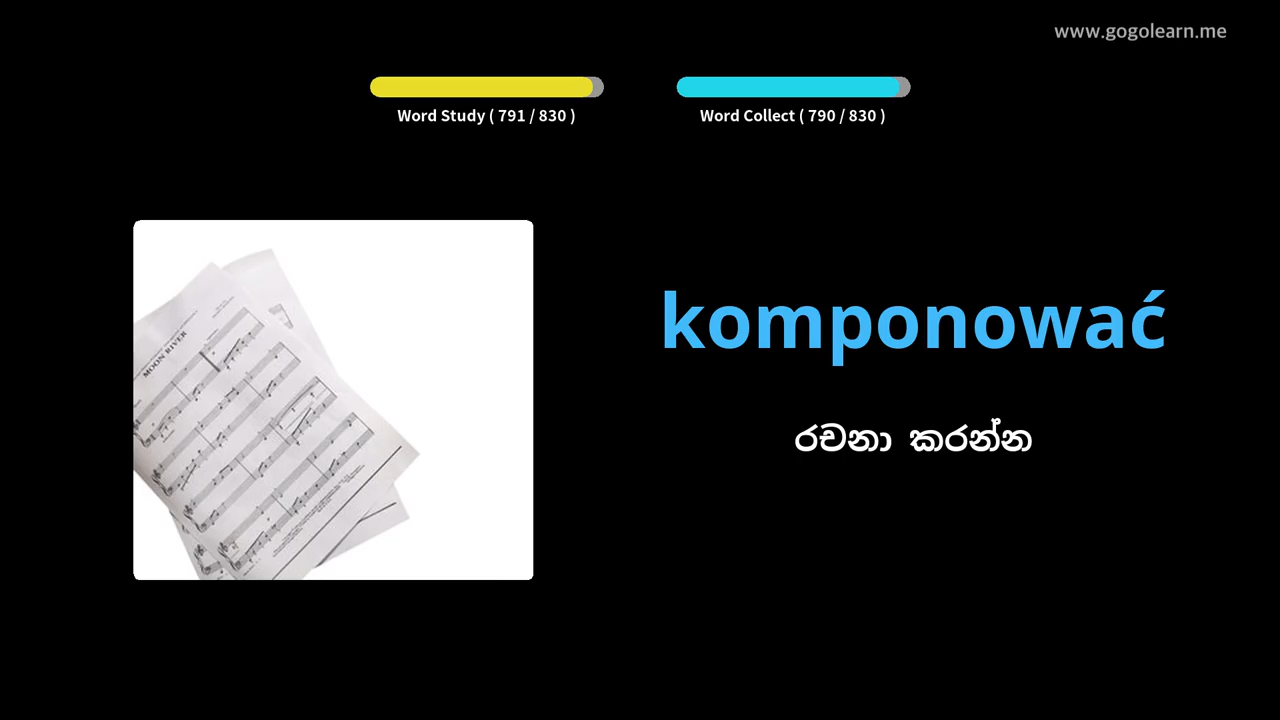 www.gogolearn.me
Word Study ( 791 / 830 )
Word Collect ( 790 / 830 )
MOON RIVER
komponować
රචනා කරන්න